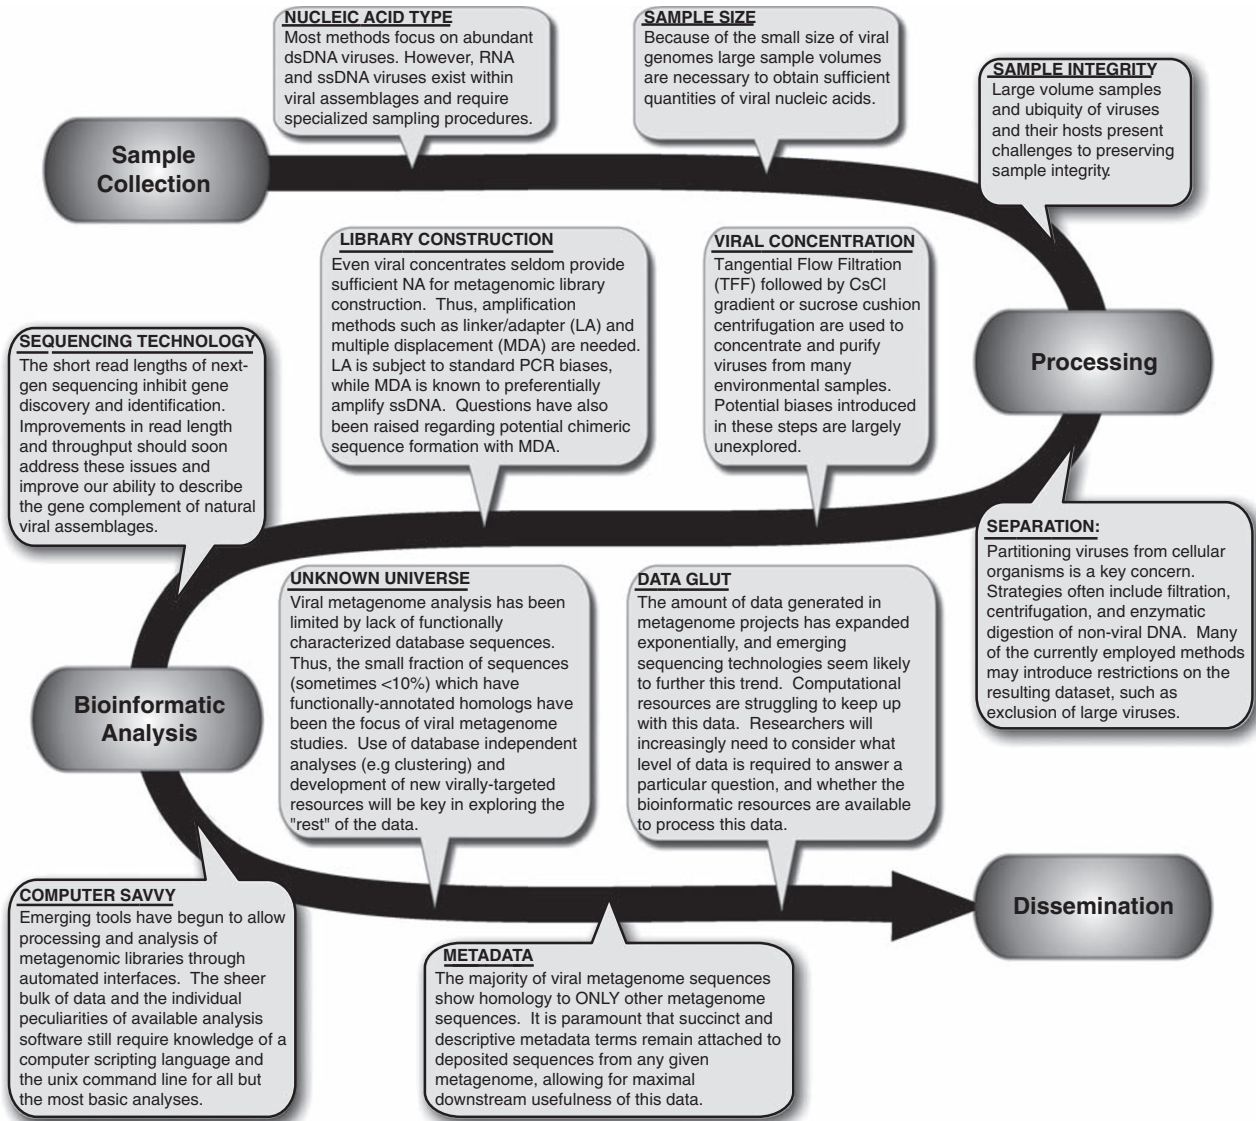 Sample
Collection
NUCLEIC ACID TYPE
Most methods focus on abundant
dsDNA viruses. However, RNA
and ssDNA viruses exist within
viral assemblages and require
specialized sampling procedures.
SAMPLE SIZE
Because of the small size of viral
genomes large sample volumes
are necessary to obtain sufficient
quantities of viral nucleic acids.
SAMPLE INTEGRITY
Large volume samples
and ubiquity of viruses
and their hosts present
challenges to preserving
sample integrity.
Processing
SEPARATION:
Partitioning viruses from cellular
organisms is a key concern.
Strategies often include filtration,
centrifugation, and enzymatic
digestion of non-viral DNA. Many
of the currently employed methods
may introduce restrictions on the
resulting dataset, such as
exclusion of large viruses.
VIRAL CONCENTRATION
Tangential Flow Filtration
(TFF) followed by CsCl
gradient or sucrose cushion
centrifugation are used to
concentrate and purify
viruses from many
environmental samples.
Potential biases introduced
in these steps are largely
unexplored.
LIBRARY CONSTRUCTION
Even viral concentrates seldom provide
sufficient NA for metagenomic library
construction. Thus, amplification
methods such as linker/adapter (LA) and
multiple displacement (MDA) are needed.
LA is subject to standard PCR biases,
while MDA is known to preferentially
amplify ssDNA. Questions have also
been raised regarding potential chimeric
sequence formation with MDA.
SEQUENCING TECHNOLOGY
The short read lengths of next-
gen sequencing inhibit gene
discovery and identification.
Improvements in read length
and throughput should soon
address these issues and
improve our ability to describe
the gene complement of natural
viral assemblages.
Bioinformatic
Analysis
COMPUTER SAVVY
Emerging tools have begun to allow
processing and analysis of
metagenomic libraries through
automated interfaces. The sheer
bulk of data and the individual
peculiarities of available analysis
software still require knowledge of a
computer scripting language and
the unix command line for all but
the most basic analyses.
UNKNOWN UNIVERSE
Viral metagenome analysis has been
limited by lack of functionally
characterized database sequences.
Thus, the small fraction of sequences
(sometimes <10%) which have
functionally-annotated homologs have
been the focus of viral metagenome
studies. Use of database independent
analyses (e.g clustering) and
development of new virally-targeted
resources will be key in exploring the
"rest" of the data.
METADATA
The majority of viral metagenome sequences
show homology to ONLY other metagenome
sequences. It is paramount that succinct and
descriptive metadata terms remain attached to
deposited sequences from any given
metagenome, allowing for maximal
downstream usefulness of this data.
DATA GLUT
The amount of data generated in
metagenome projects has expanded
exponentially, and emerging
sequencing technologies seem likely
to further this trend. Computational
resources are struggling to keep up
with this data. Researchers will
increasingly need to consider what
level of data is required to answer a
particular question, and whether the
bioinformatic resources are available
to process this data.
Dissemination